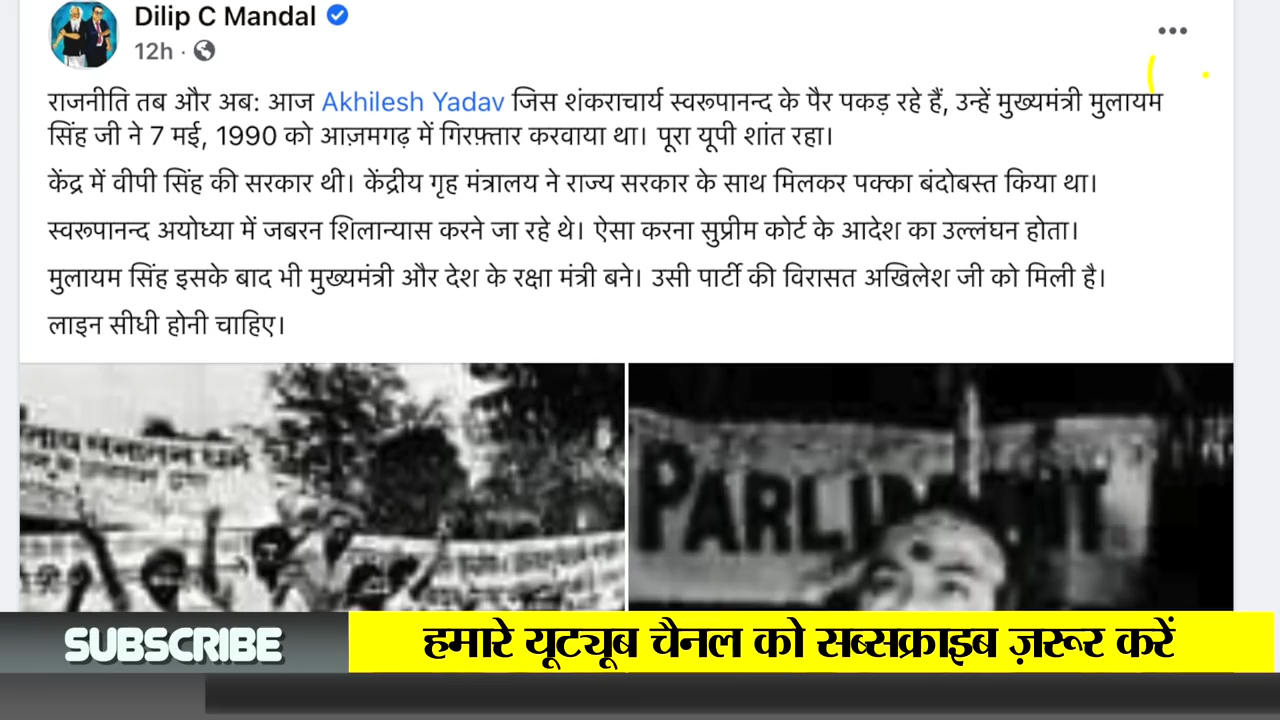 Dilip C Mandal
12h ·
राजनीति तब और अब: आज Akhilesh Yadav जिस शंकराचार्य स्वरूपानन्द के पैर पकड़ रहे हैं, उन्हें मुख्यमंत्री मुलायम
सिंह जी ने 7 मई, 1990 को आज़मगढ़ में गिरफ़्तार करवाया था। पूरा यूपी शांत रहा।
केंद्र में वीपी सिंह की सरकार थी। केंद्रीय गृह मंत्रालय ने राज्य सरकार के साथ मिलकर पक्का बंदोबस्त किया था।
स्वरूपानन्द अयोध्या में जबरन शिलान्यास करने जा रहे थे। ऐसा करना सुप्रीम कोर्ट के आदेश का उल्लंघन होता।
मुलायम सिंह इसके बाद भी मुख्यमंत्री और देश के रक्षा मंत्री बने। उसी पार्टी की विरासत अखिलेश जी को मिली है।
लाइन सीधी होनी चाहिए।
SUBSCRIBE
हमारे यूट्यूब चैनल को सब्सक्राइब ज़रूर करें